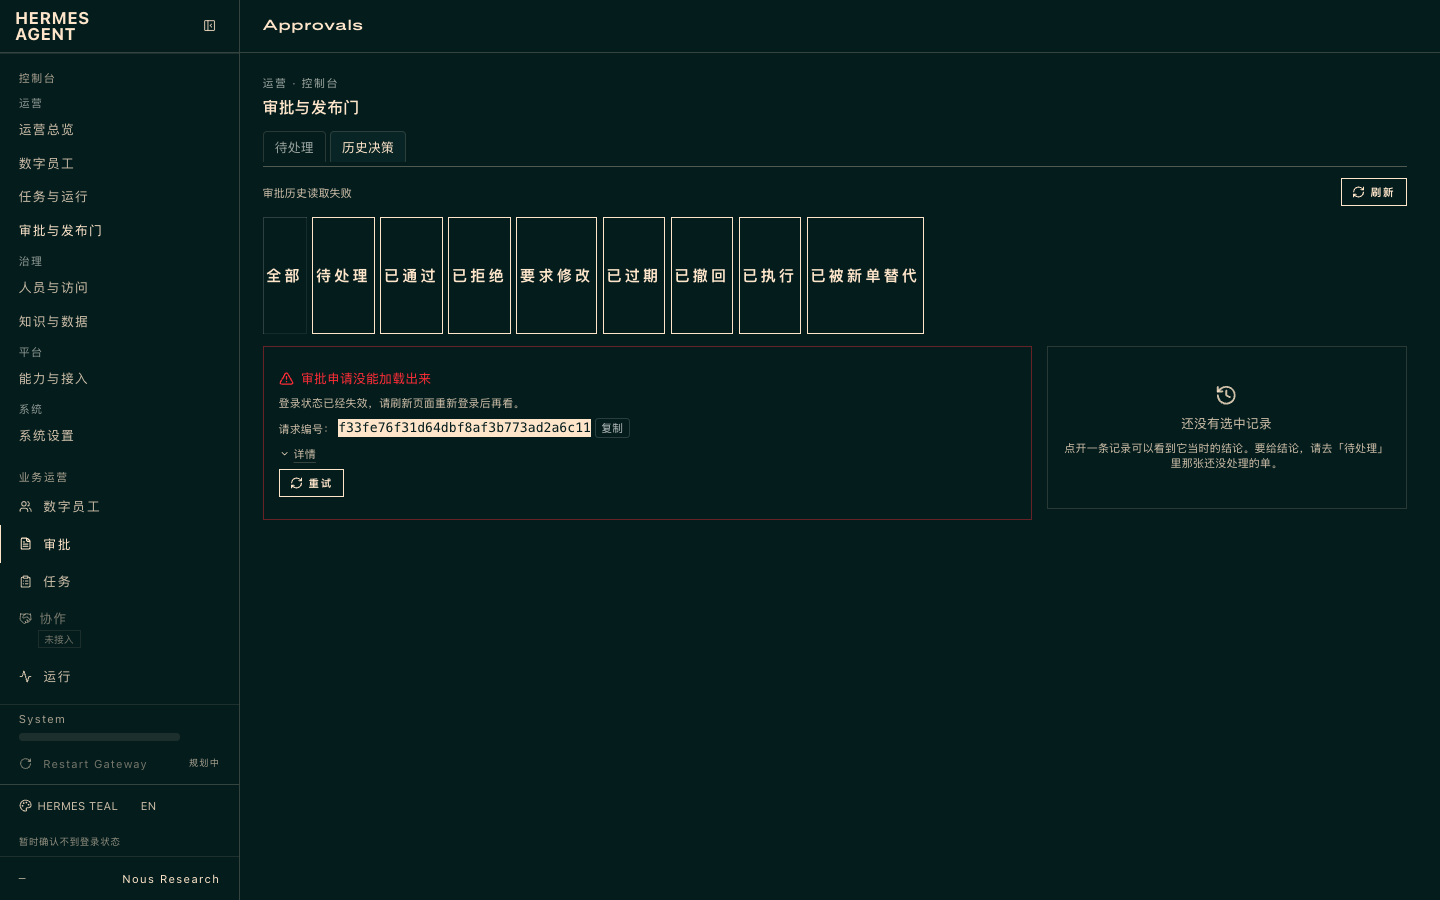 HERMES
AGENT
Approvals
控制台
运营
运营总览
数字员工
任务与运行
审批与发布门
治理
人员与访问
知识与数据
平台
能力与接入
系统
系统设置
业务运营
数字员工
审批
任务
协作
未接入
运行
System
Restart Gateway 规划中
HERMES TEAL EN
暂时确认不到登录状态
— Nous Research
运营 · 控制台
审批与发布门
待处理 历史决策
审批历史读取失败 刷新
全部 待处理 已通过 已拒绝 要求修改 已过期 已撤回 已执行 已被新单替代
审批申请没能加载出来
登录状态已经失效，请刷新页面重新登录后再看。
请求编号： f33fe76f31d64dbf8af3b773ad2a6c11 复制
详情
重试
还没有选中记录
点开一条记录可以看到它当时的结论。要给结论，请去「待处理」
里那张还没处理的单。